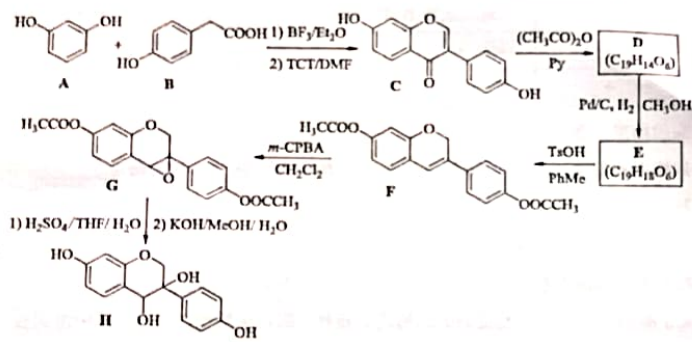 HO OH
A
+
HO COOH
B
1) BF₃/Et₂O
2) TCT/DMF
HO O
O
OH
C
(CH₃CO)₂O
Py
D
(C₁₉H₁₄O₆)
Pd/C, H₂ CH₃OH
E
(C₁₉H₁₈O₆)
TsOH
PhMe
H₃CCOO O
OOCCH₃
F
m-CPBA
CH₂Cl₂
H₃CCOO O
O
OOCCH₃
G
1) H₂SO₄/THF/H₂O 2) KOH/MeOH/H₂O
HO O
OH
OH
OH
H